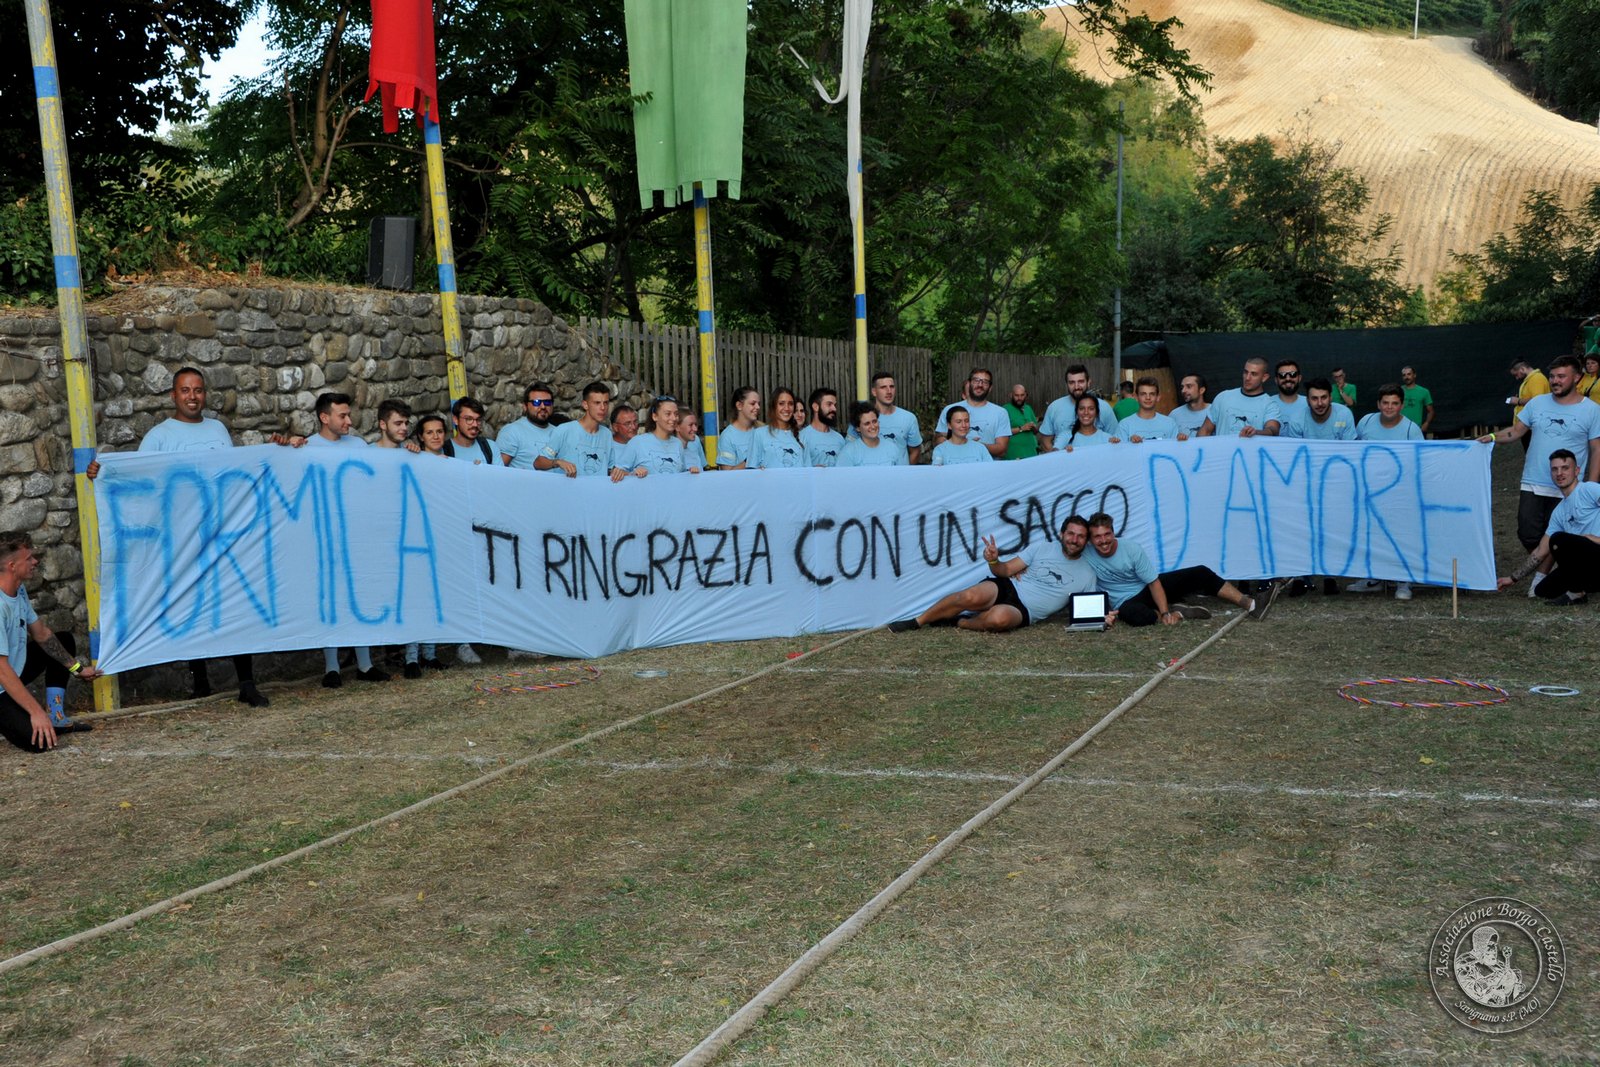 FORMICA TI RINGRAZIA CON UN SACCO D'AMORE
Associazione Borgo Castello
Savignano s.P. (MO)